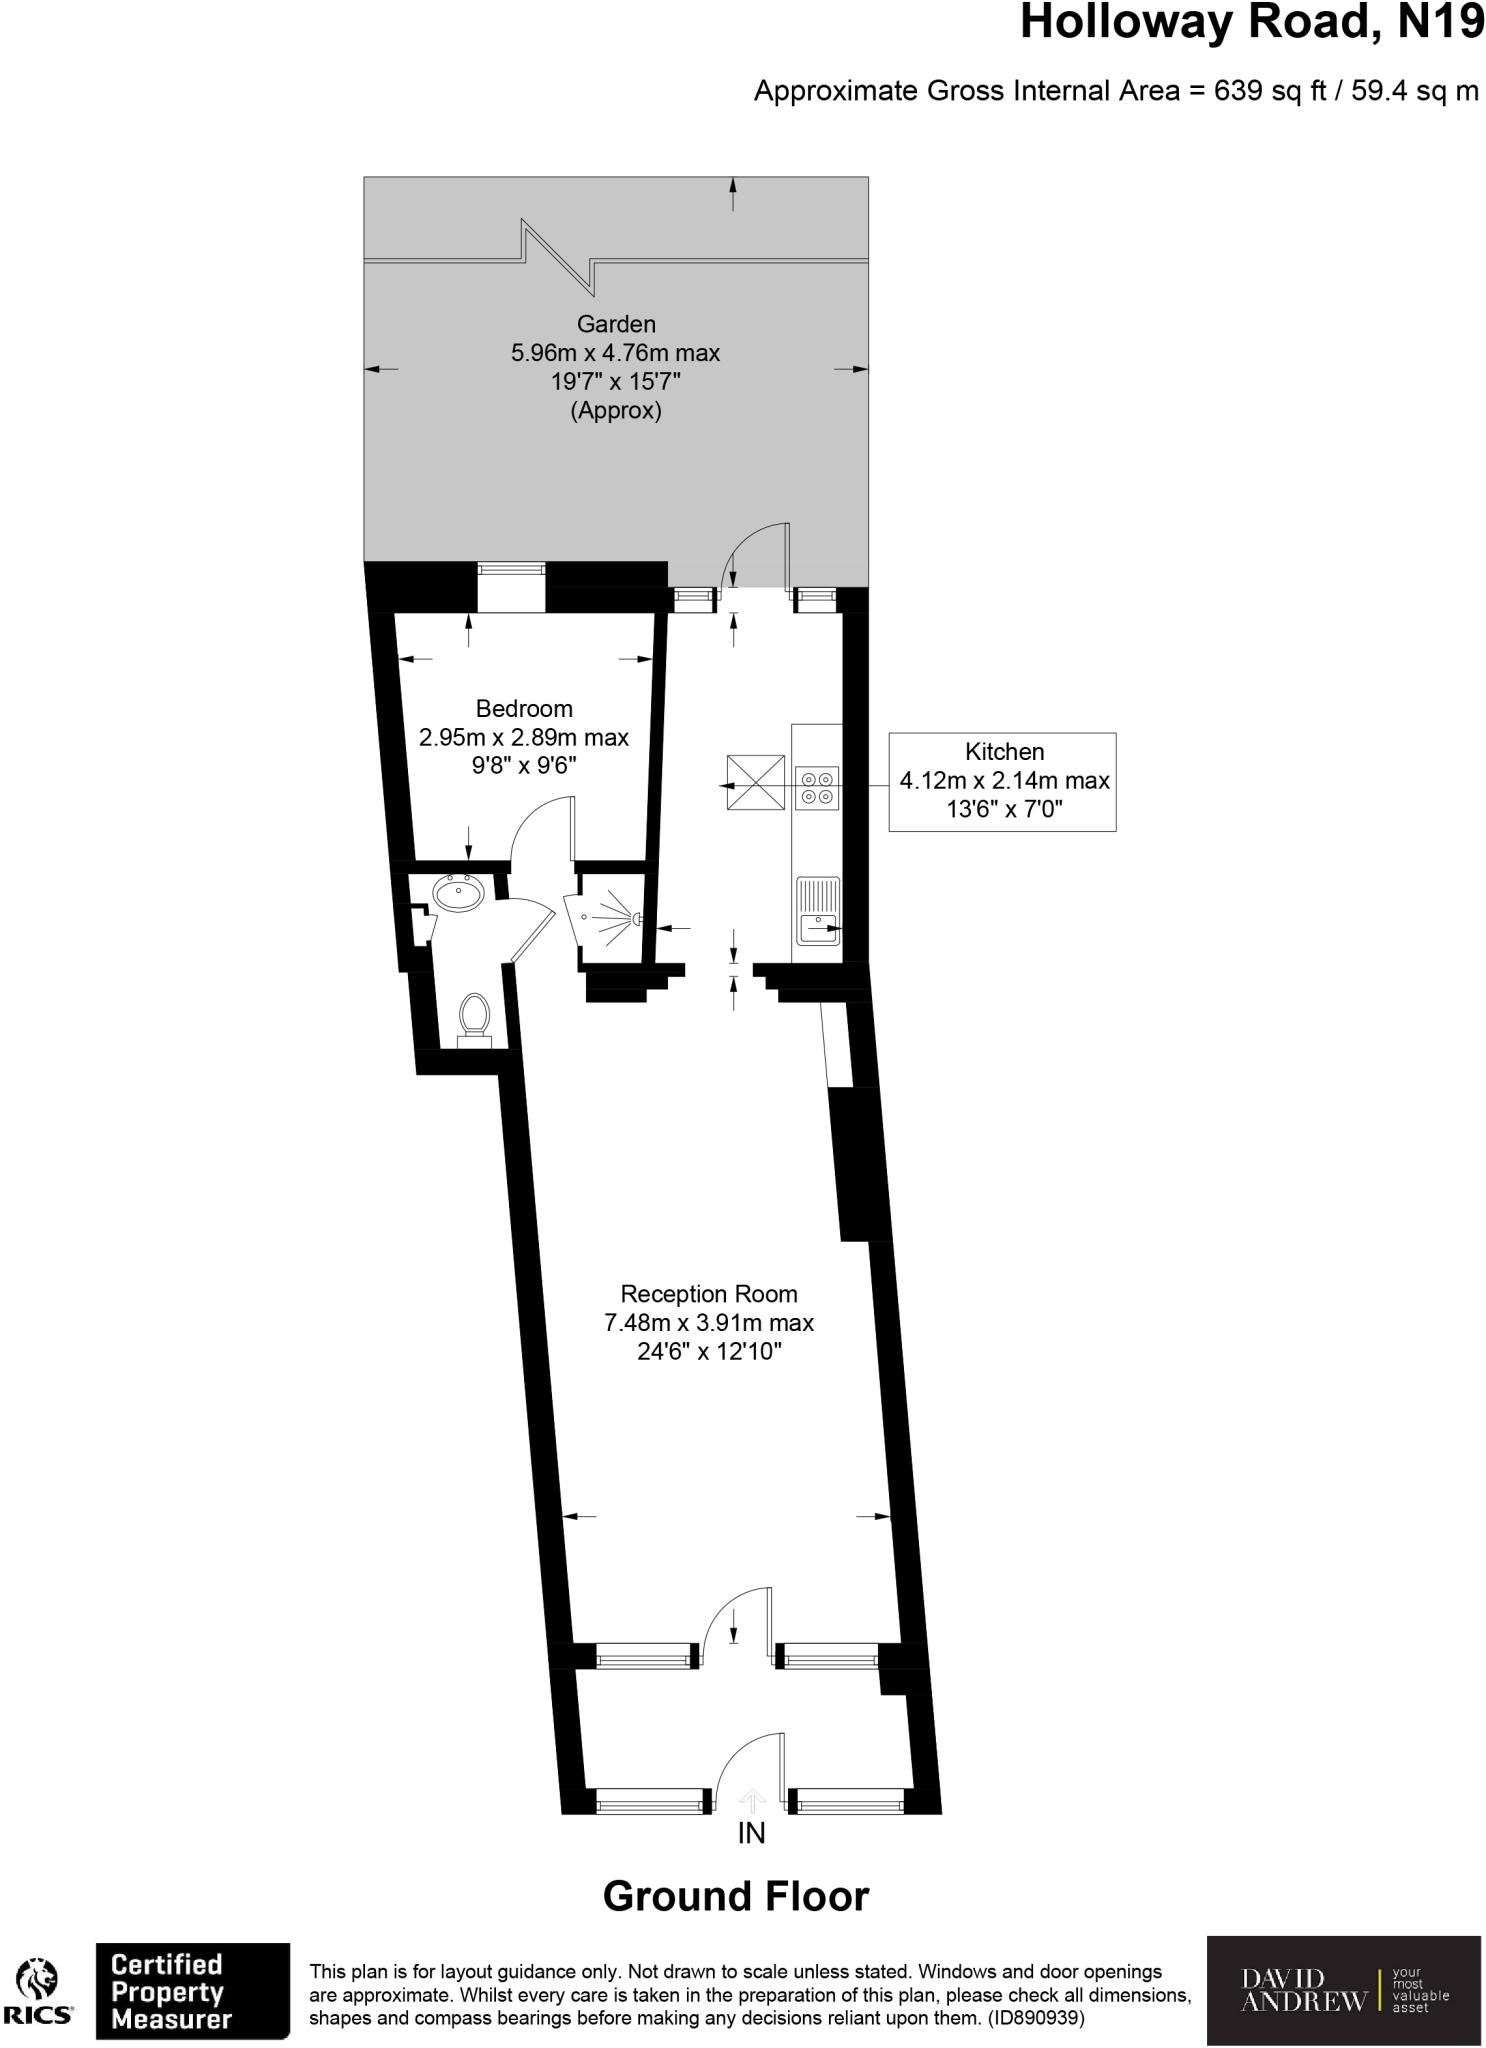 Holloway Road, N19
Approximate Gross Internal Area = 639 sq ft / 59.4 sq m
Garden
5.96m x 4.76m max
19'7" x 15'7"
(Approx)
Bedroom
2.95m x 2.89m max
9'8" x 9'6"
Kitchen
4.12m x 2.14m max
13'6" x 7'0"
Reception Room
7.48m x 3.91m max
24'6" x 12'10"
IN
Ground Floor
RICS
Certified
Property
Measurer
This plan is for layout guidance only. Not drawn to scale unless stated. Windows and door openings
are approximate. Whilst every care is taken in the preparation of this plan, please check all dimensions,
shapes and compass bearings before making any decisions reliant upon them. (ID890939)
DAVID
ANDREW
your
most
valuable
asset